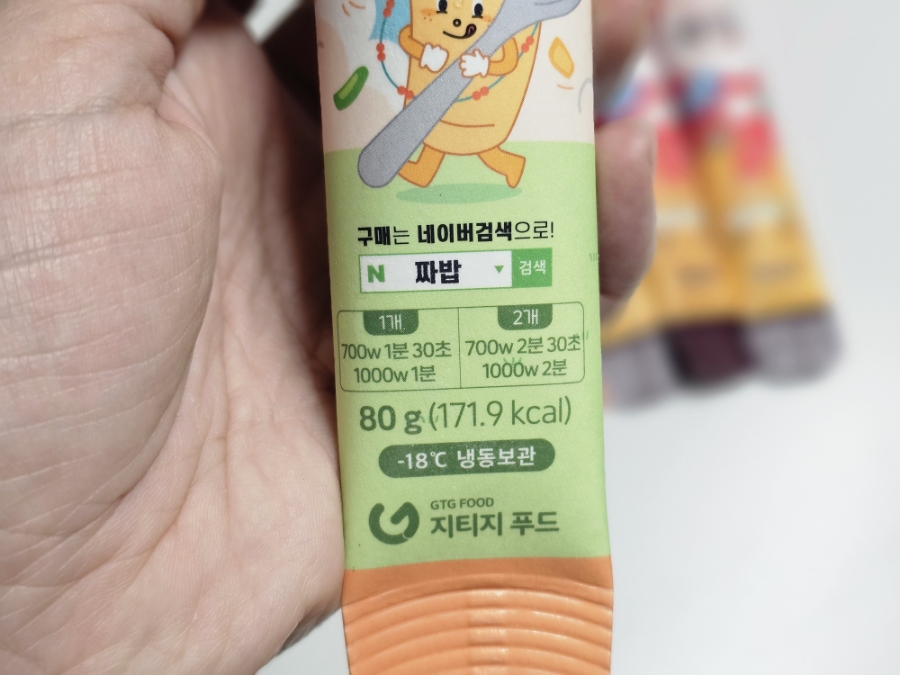 구매는 네이버검색으로!
N 짜밥 ▼ 검색
1개 2개
700w 1분 30초 700w 2분 30초
1000w 1분 1000w 2분
80 g (171.9 kcal)
-18℃ 냉동보관
GTG FOOD
지티지 푸드